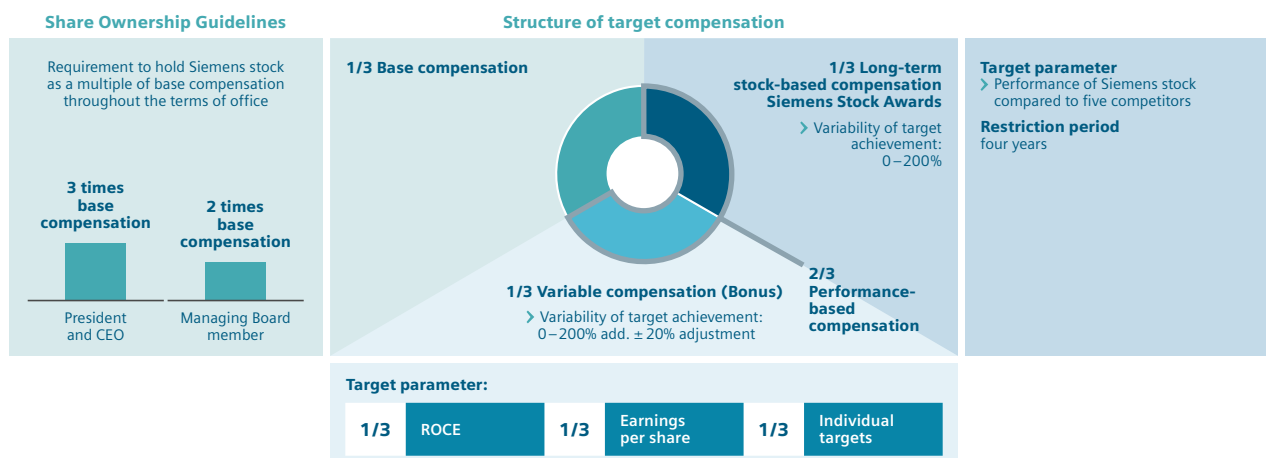 Share Ownership Guidelines
Requirement to hold Siemens stock
as a multiple of base compensation
throughout the terms of office
3 times
base
compensation
2 times
base
compensation
President
and CEO
Managing Board
member
Structure of target compensation
1/3 Base compensation
1/3 Long-term
stock-based compensation
Siemens Stock Awards
Variability of target
achievement:
0 – 200%
2/3
Performance-
based
compensation
1/3 Variable compensation (Bonus)
Variability of target achievement:
0 – 200% add. ± 20% adjustment
Target parameter
Performance of Siemens stock
compared to five competitors
Restriction period
four years
Target parameter:
1/3 ROCE
1/3 Earnings
per share
1/3 Individual
targets